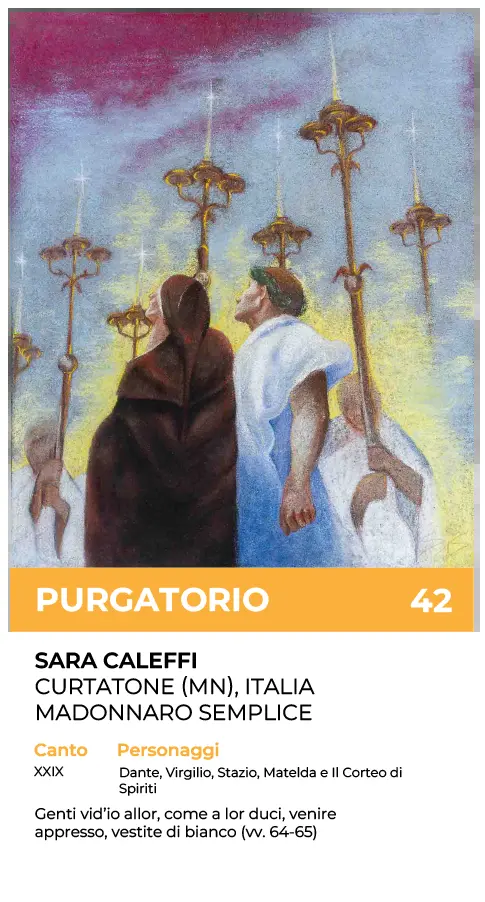 PURGATORIO 42
SARA CALEFFI
CURTATONE (MN), ITALIA
MADONNARO SEMPLICE
Canto Personaggi
XXIX Dante, Virgilio, Stazio, Matelda e Il Corteo di
Spiriti
Genti vid’io allor, come a lor duci, venire
appresso, vestite di bianco (vv. 64-65)